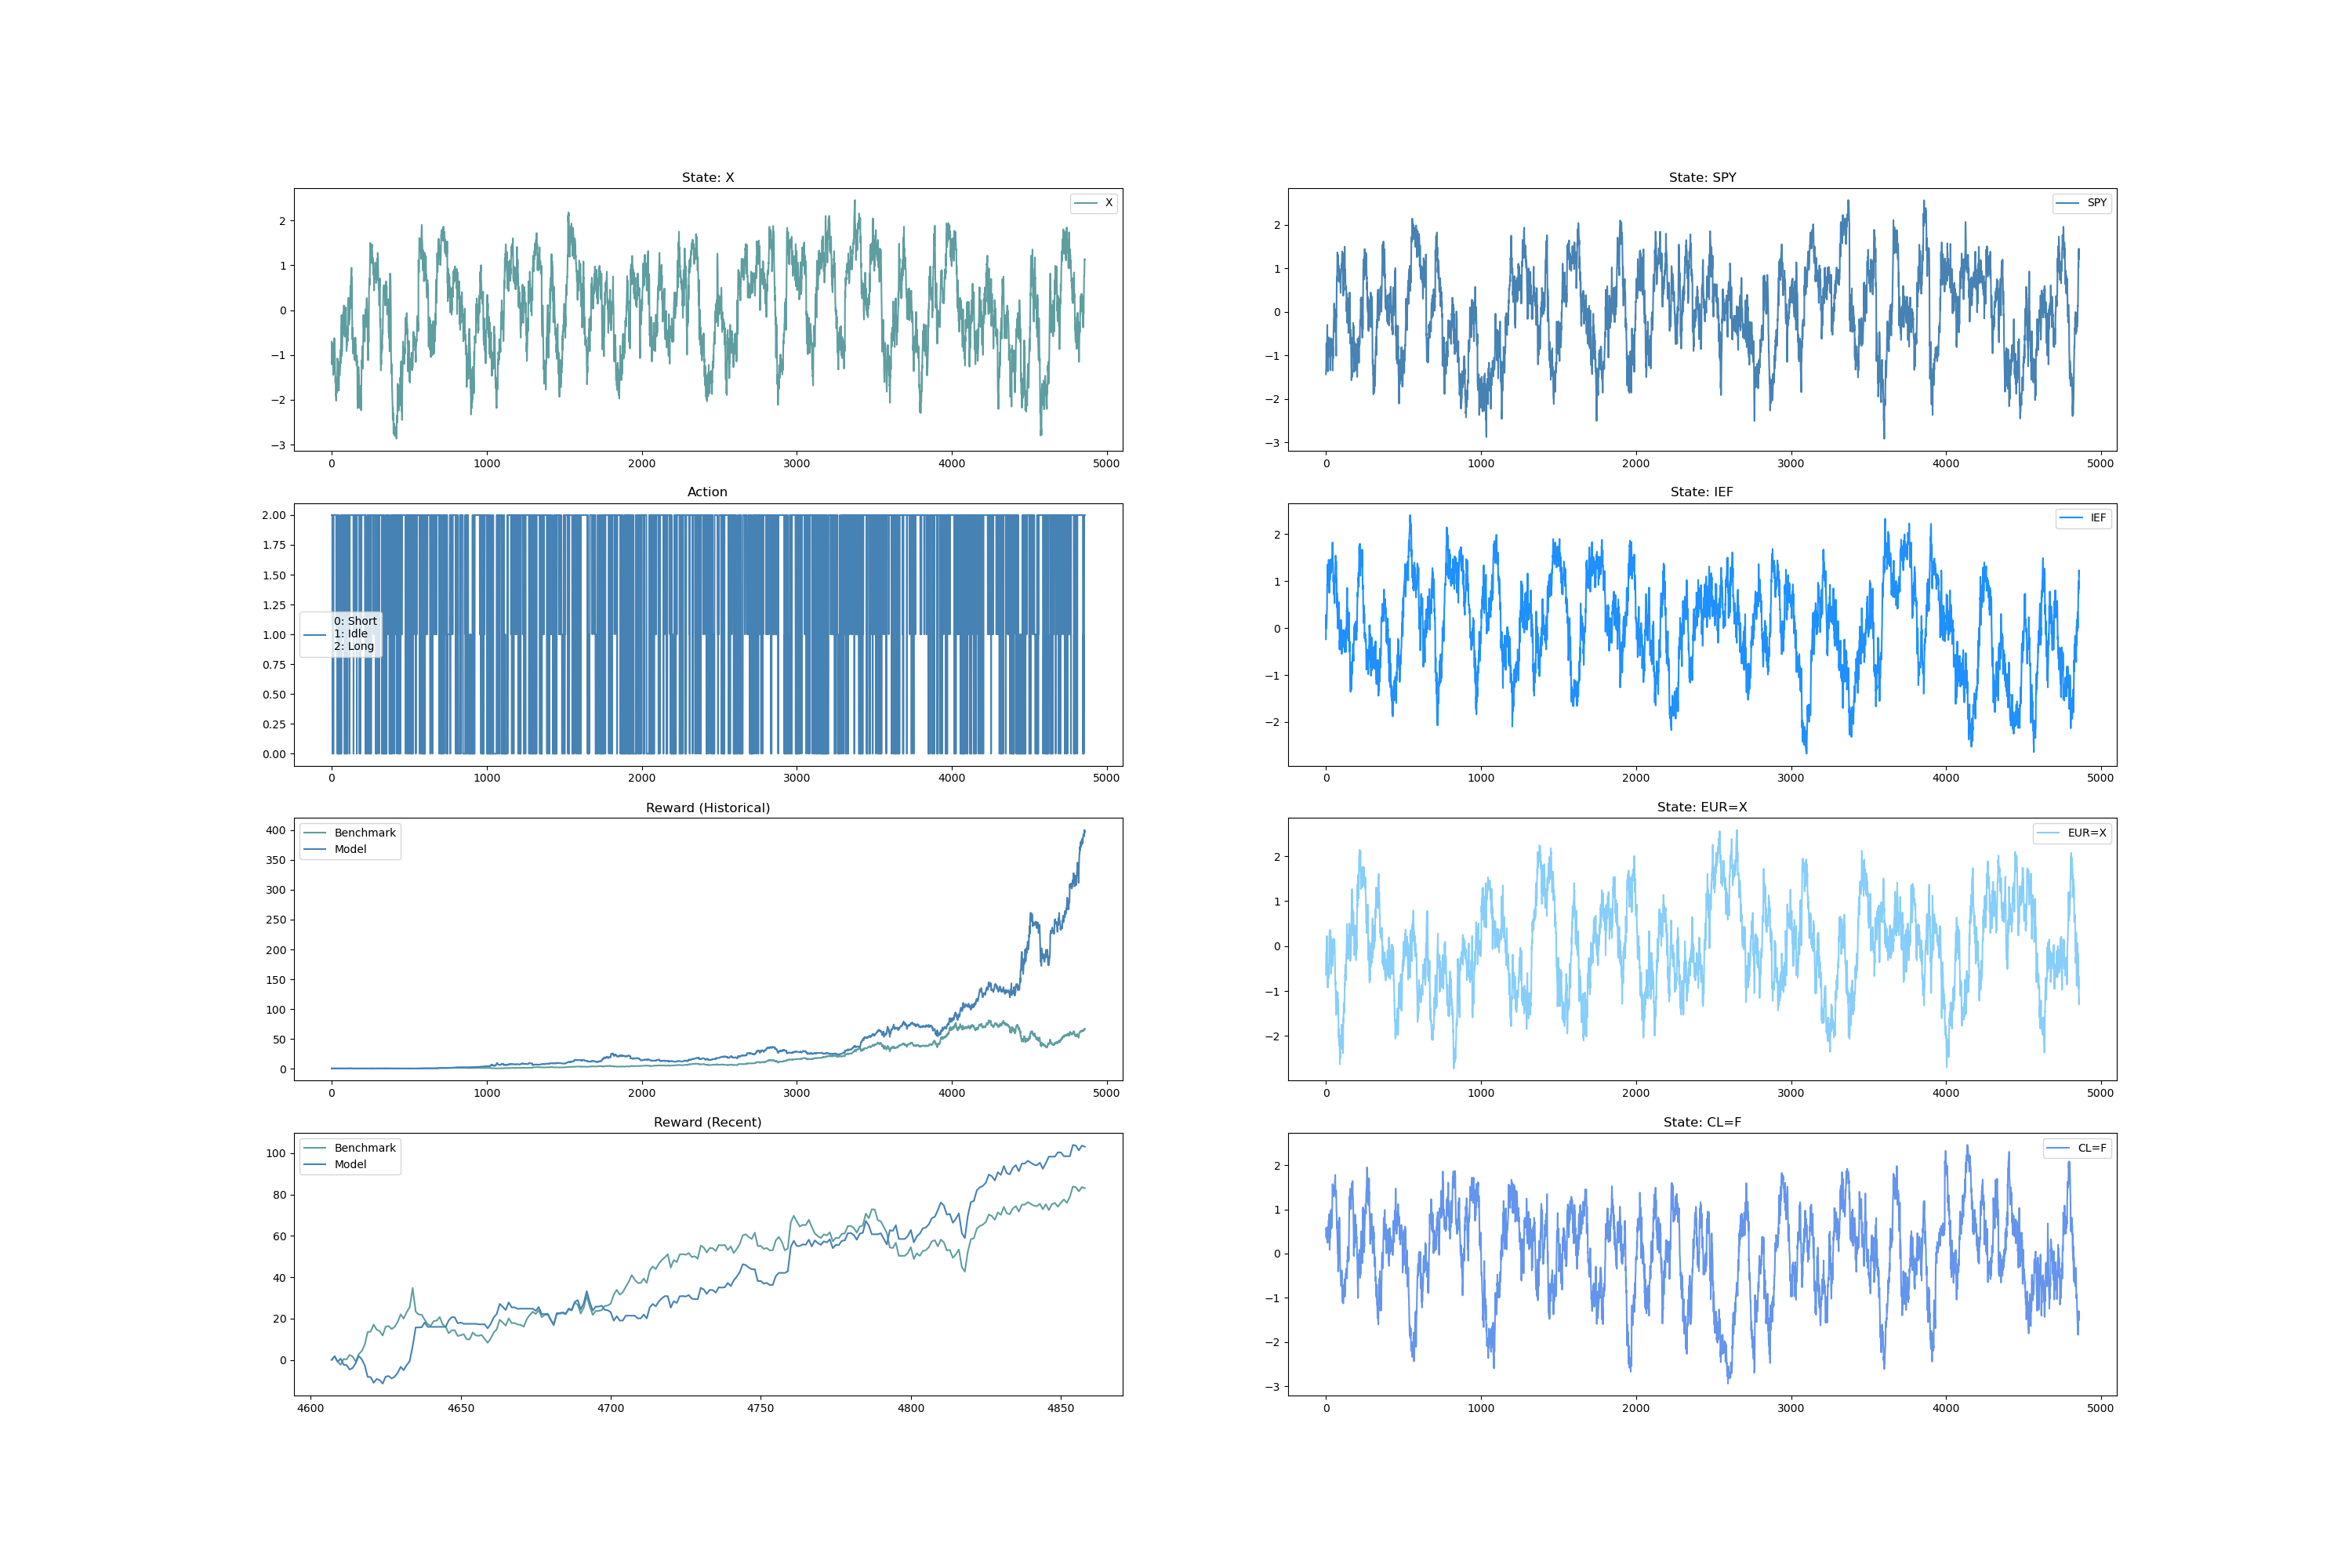 State: X
X
2
1
0
−1
−2
−3
0 1000 2000 3000 4000 5000
State: SPY
SPY
2
1
0
−1
−2
−3
0 1000 2000 3000 4000 5000
Action
2.00
1.75
1.50
1.25
1.00
0.75
0.50
0.25
0.00
0: Short
1: Idle
2: Long
0 1000 2000 3000 4000 5000
State: IEF
IEF
2
1
0
−1
−2
0 1000 2000 3000 4000 5000
Reward (Historical)
Benchmark
Model
400
350
300
250
200
150
100
50
0
0 1000 2000 3000 4000 5000
State: EUR=X
EUR=X
2
1
0
−1
−2
0 1000 2000 3000 4000 5000
Reward (Recent)
Benchmark
Model
100
80
60
40
20
0
4600 4650 4700 4750 4800 4850
State: CL=F
CL=F
2
1
0
−1
−2
−3
0 1000 2000 3000 4000 5000